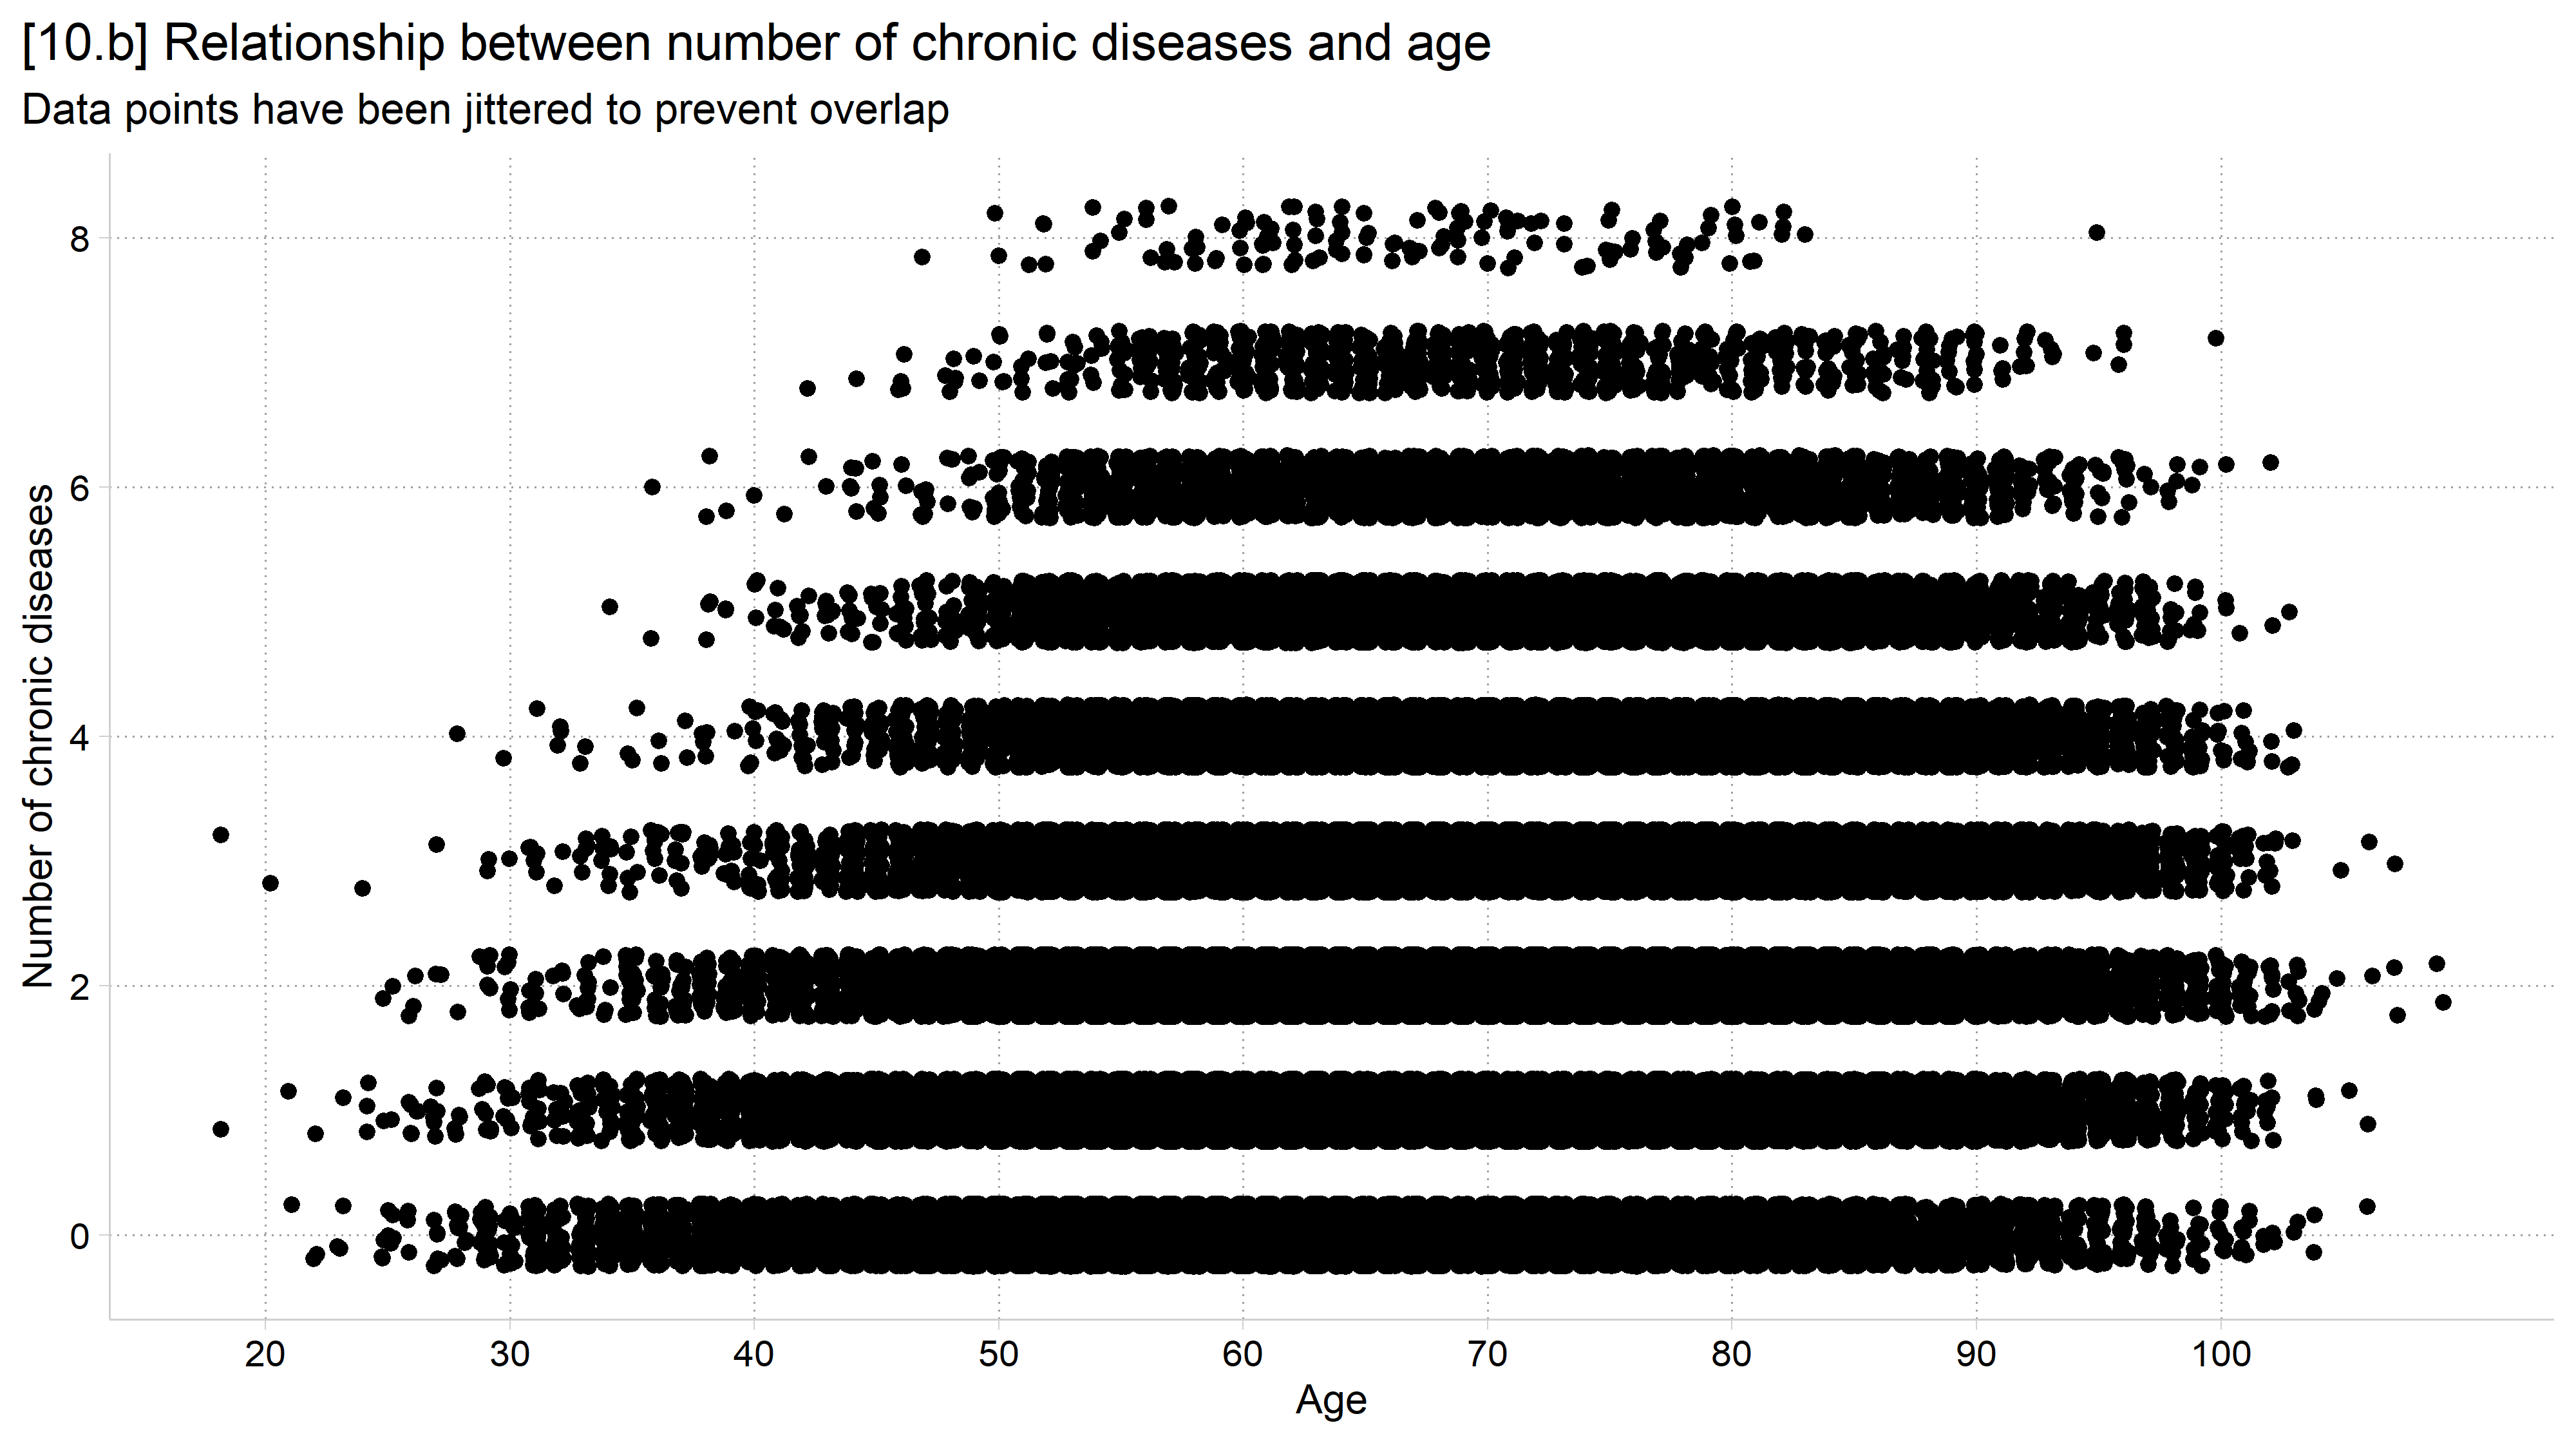 [10.b] Relationship between number of chronic diseases and age
Data points have been jittered to prevent overlap
Number of chronic diseases
8
6
4
2
0
20 30 40 50 60 70 80 90 100
Age